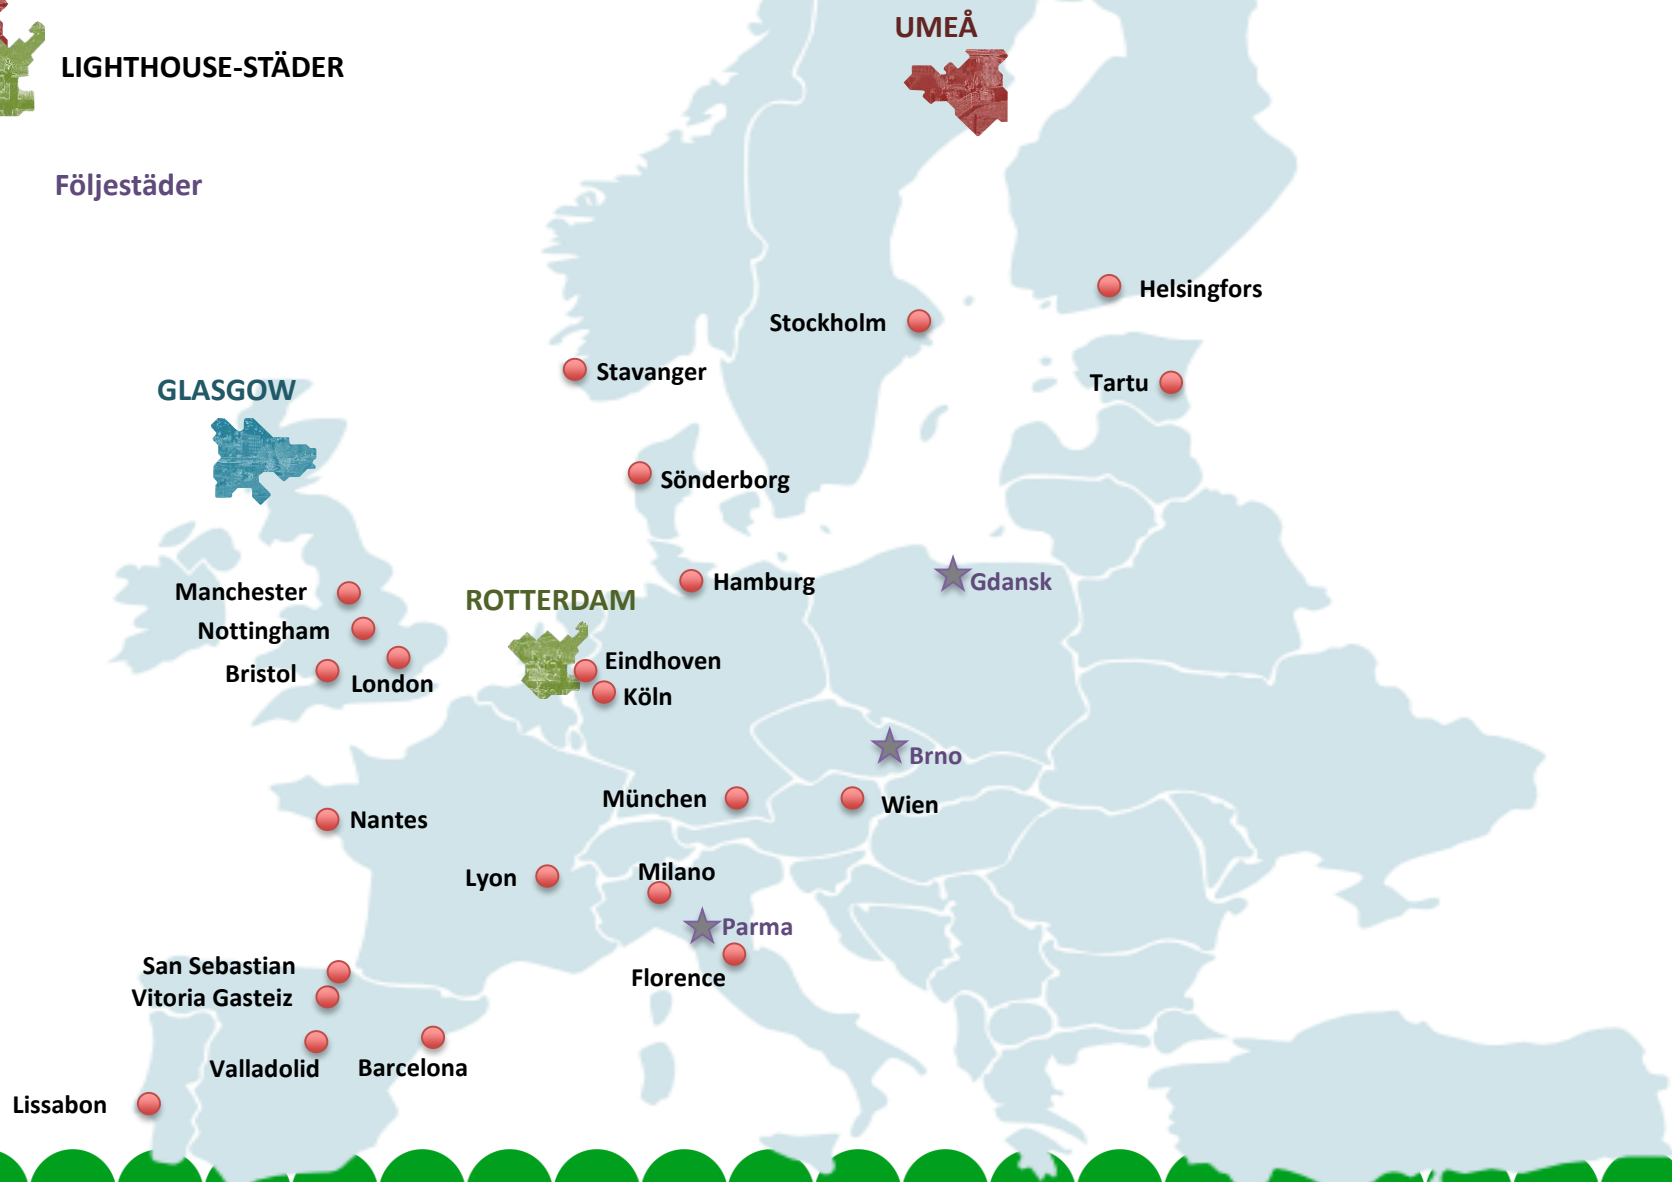 UMEÅ
LIGHTHOUSE-STÄDER
Följestäder
Helsingfors
Stockholm
Stavanger
Tartu
GLASGOW
Sönderborg
Hamburg
Gdansk
Manchester
ROTTERDAM
Nottingham
Eindhoven
Bristol
London
Köln
Brno
München
Wien
Nantes
Milano
Lyon
Parma
San Sebastian
Florence
Vitoria Gasteiz
Valladolid
Barcelona
Lissabon